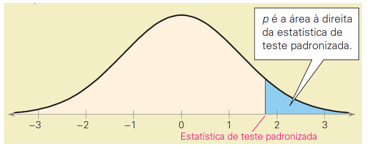 p é a área à direita
da estatística de
teste padronizada.
−3 −2 −1 0 1 2 3
Estatística de teste padronizada